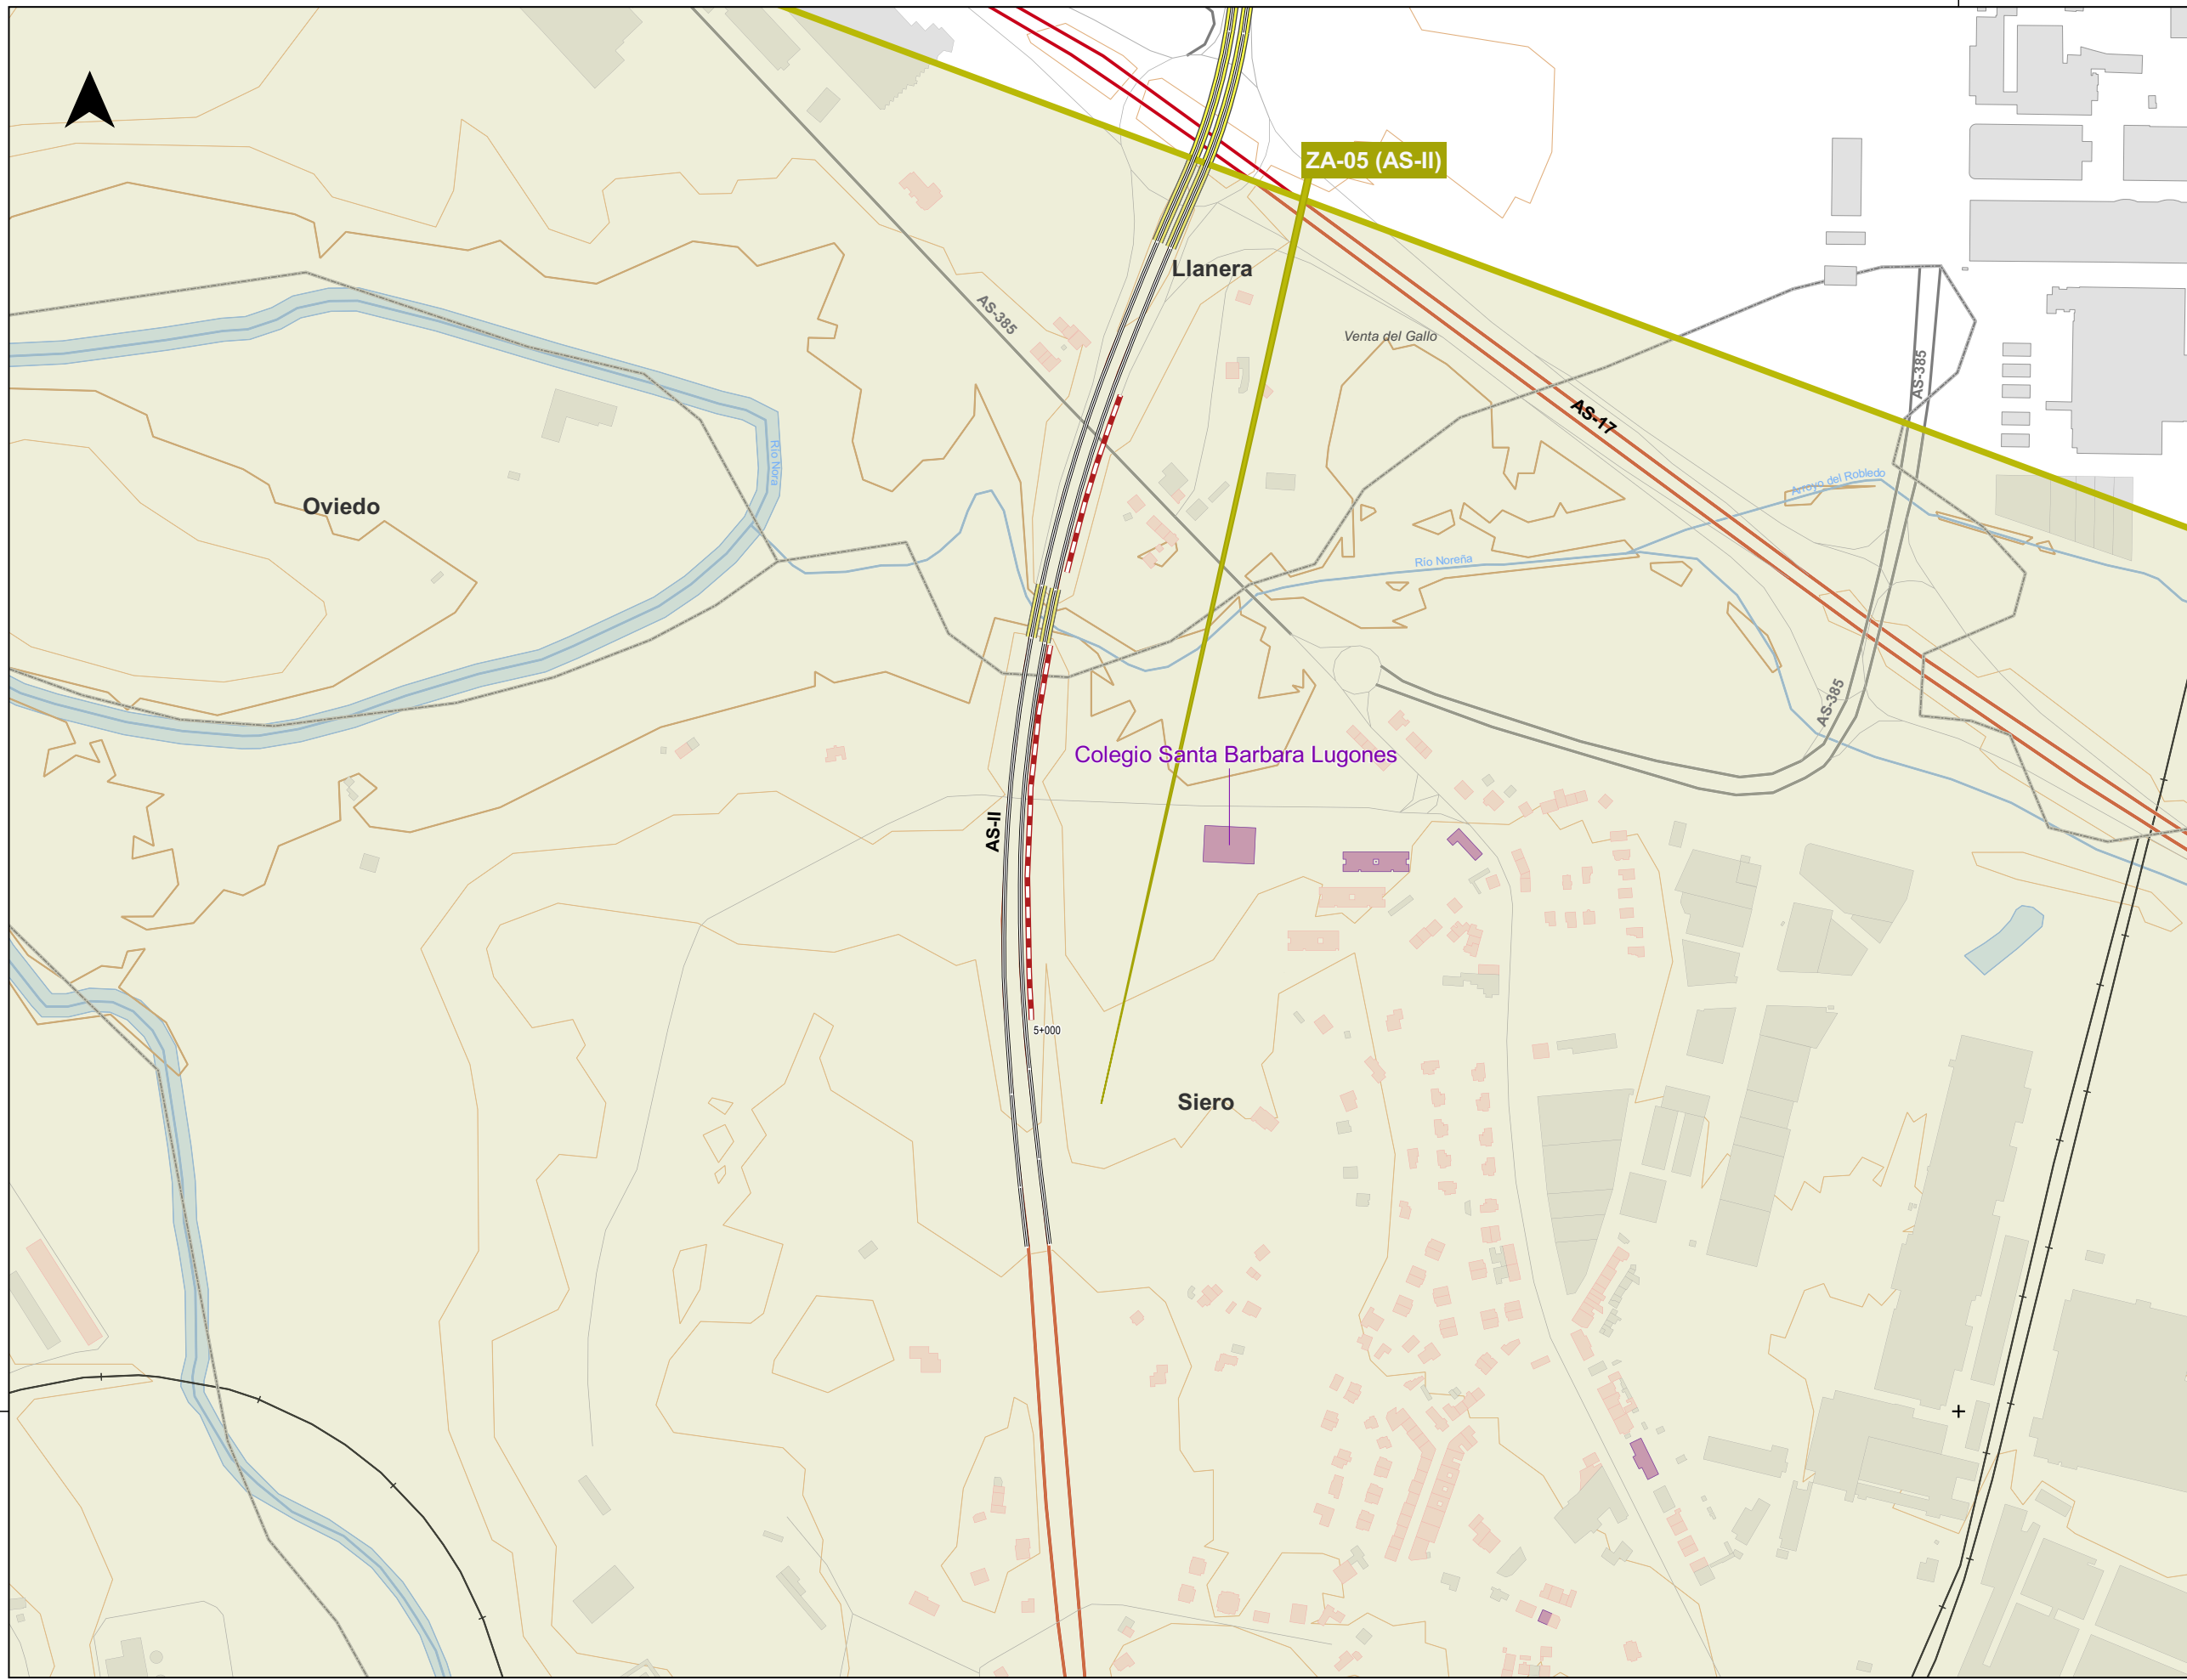 ZA-05 (AS-II)
Llanera
AS-385
Venta del Gallo
AS-385
AS-17
Río Nora
Arroyo del Robledo
Oviedo
Río Noreña
AS-385
Colegio Santa Barbara Lugones
AS-II
5+000
Siero